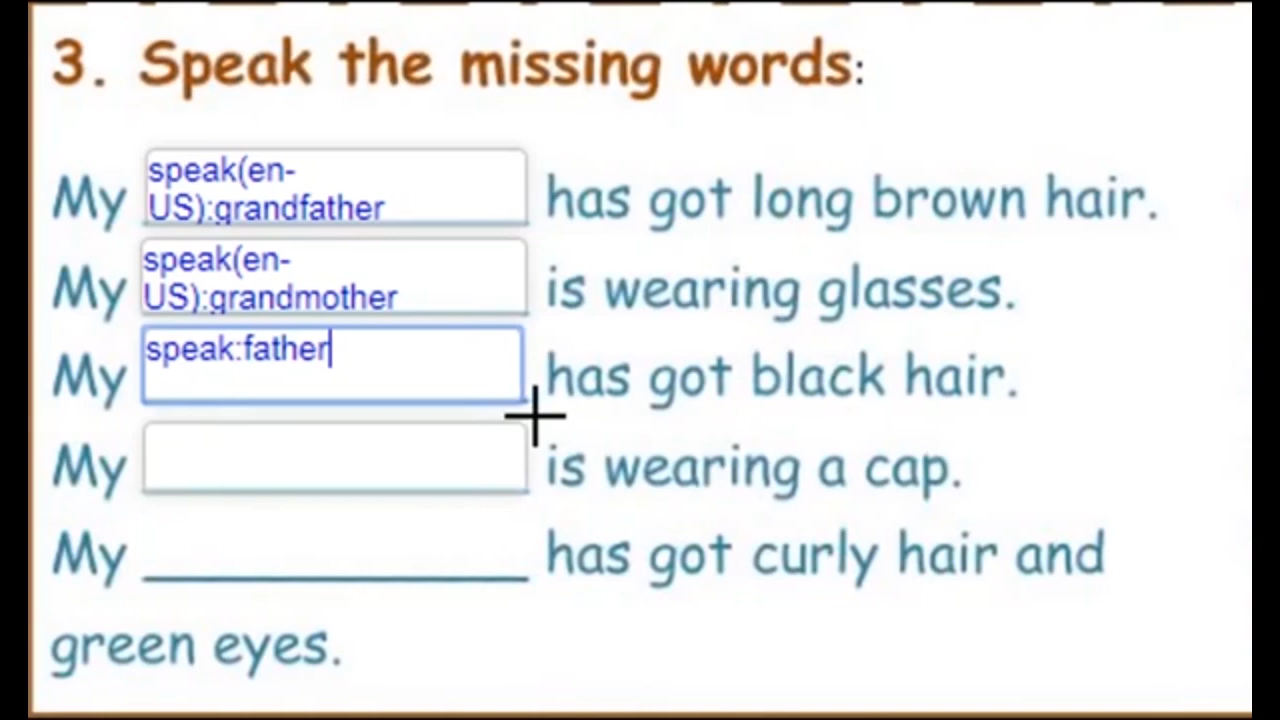 3. Speak the missing words:
My speak(en-
US):grandfather has got long brown hair.
My speak(en-
US):grandmother is wearing glasses.
My speak:father has got black hair.
My is wearing a cap.
My ______________ has got curly hair and
green eyes.